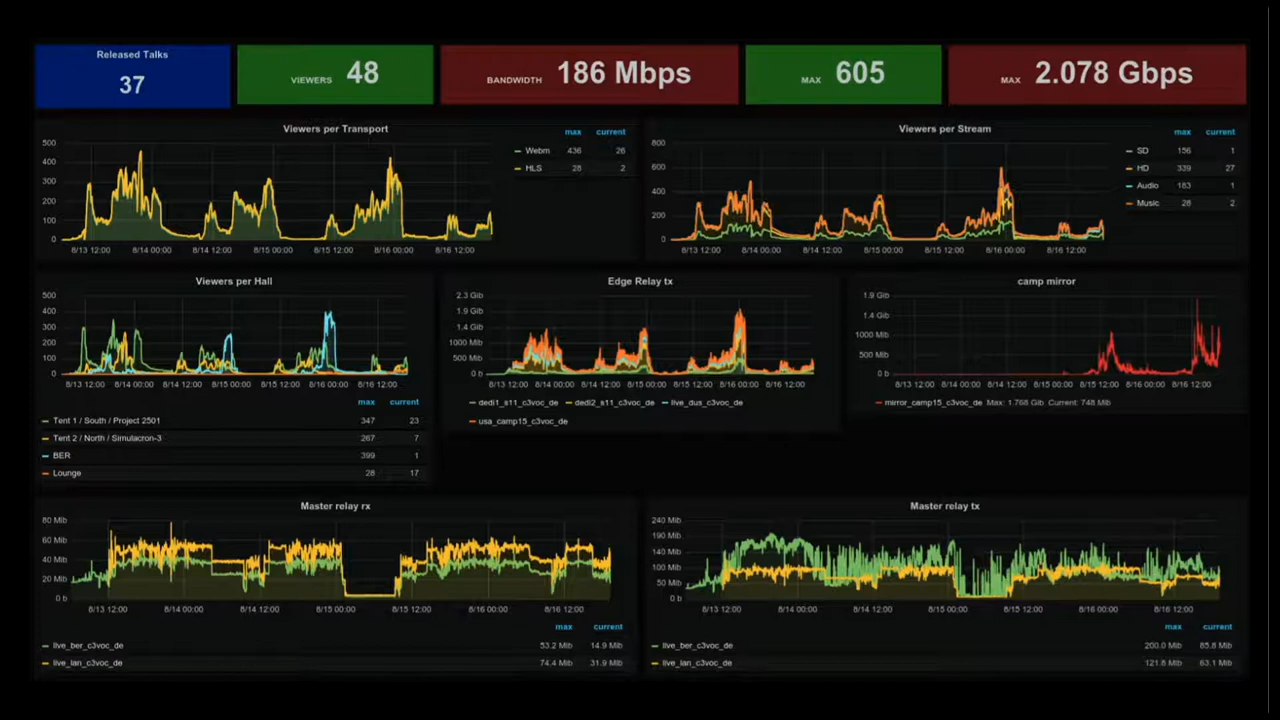 Released Talks
37
VIEWERS 48
BANDWIDTH 186 Mbps
MAX 605
MAX 2.078 Gbps
Viewers per Transport
500
400
300
200
100
0
8/13 12:00 8/14 00:00 8/14 12:00 8/15 00:00 8/15 12:00 8/16 00:00 8/16 12:00
max current
Webm 436 26
HLS 28 2
Viewers per Stream
800
600
400
200
0
8/13 12:00 8/14 00:00 8/14 12:00 8/15 00:00 8/15 12:00 8/16 00:00 8/16 12:00
max current
SD 156 1
HD 339 27
Audio 183 1
Music 28 2
Viewers per Hall
500
400
300
200
100
0
8/13 12:00 8/14 00:00 8/14 12:00 8/15 00:00 8/15 12:00 8/16 00:00 8/16 12:00
max current
Tent 1 / South / Project 2501 347 23
Tent 2 / North / Simulacron-3 267 7
BER 399 1
Lounge 28 17
Edge Relay tx
2.3 Gib
1.9 Gib
1.4 Gib
1000 Mib
500 Mib
0 b
8/13 12:00 8/14 00:00 8/14 12:00 8/15 00:00 8/15 12:00 8/16 00:00 8/16 12:00
dedi1_s11_c3voc_de dedi2_s11_c3voc_de live_dus_c3voc_de
usa_camp15_c3voc_de
camp mirror
1.9 Gib
1.4 Gib
1000 Mib
500 Mib
0 b
8/13 12:00 8/14 00:00 8/14 12:00 8/15 00:00 8/15 12:00 8/16 00:00 8/16 12:00
mirror_camp15_c3voc_de Max: 1.768 Gib Current: 748 Mib
Master relay rx
80 Mib
60 Mib
40 Mib
20 Mib
0 b
8/13 12:00 8/14 00:00 8/14 12:00 8/15 00:00 8/15 12:00 8/16 00:00 8/16 12:00
max current
live_ber_c3voc_de 53.2 Mib 14.9 Mib
live_lan_c3voc_de 74.4 Mib 31.9 Mib
Master relay tx
240 Mib
190 Mib
140 Mib
100 Mib
50 Mib
0 b
8/13 12:00 8/14 00:00 8/14 12:00 8/15 00:00 8/15 12:00 8/16 00:00 8/16 12:00
max current
live_ber_c3voc_de 200.0 Mib 85.8 Mib
live_lan_c3voc_de 121.8 Mib 63.1 Mib